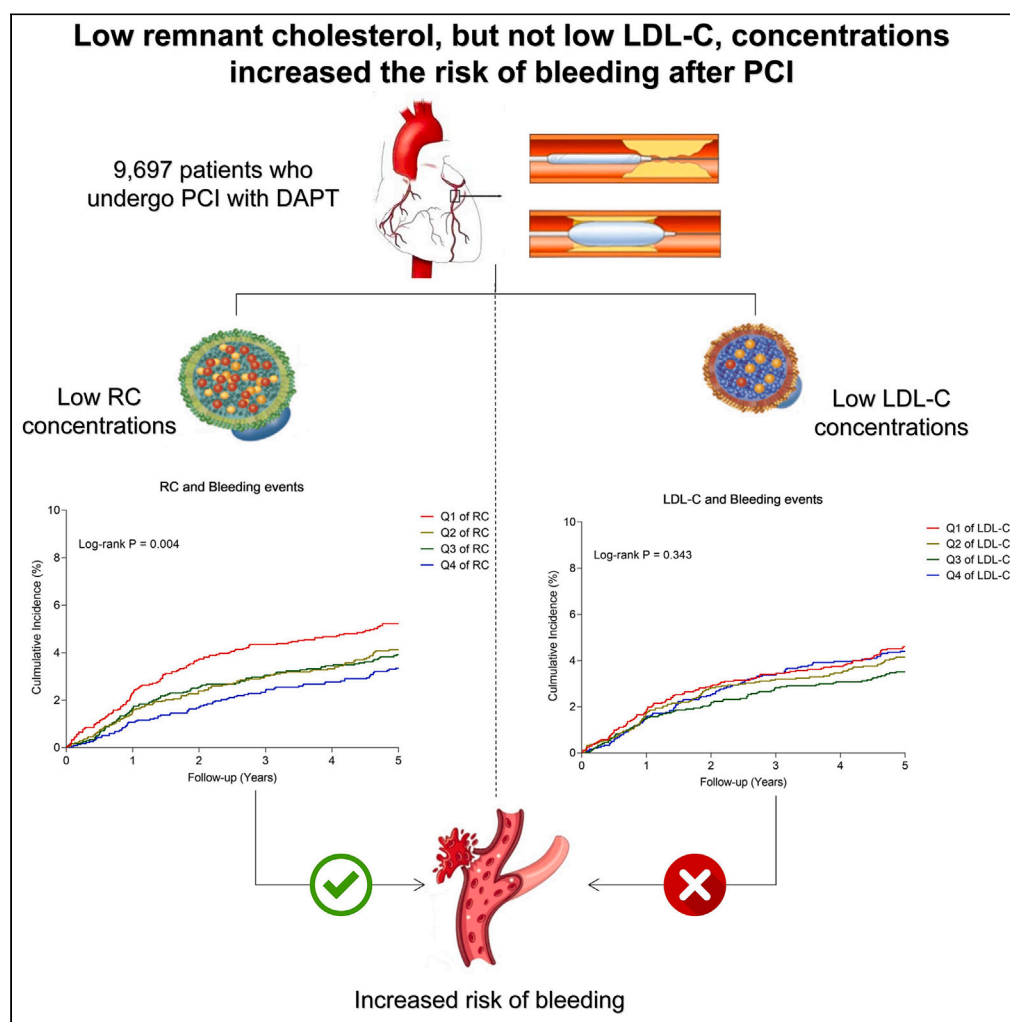 Low remnant cholesterol, but not low LDL-C, concentrations
increased the risk of bleeding after PCI
9,697 patients who
undergo PCI with DAPT
Low RC
concentrations
Low LDL-C
concentrations
RC and Bleeding events
10
8
6
4
2
0
Culmulative Incidence (%)
Log-rank P = 0.004
Q1 of RC
Q2 of RC
Q3 of RC
Q4 of RC
0 1 2 3 4 5
Follow-up (Years)
LDL-C and Bleeding events
10
8
6
4
2
0
Culmulative Incidence (%)
Log-rank P = 0.343
Q1 of LDL-C
Q2 of LDL-C
Q3 of LDL-C
Q4 of LDL-C
0 1 2 3 4 5
Follow-up (Years)
Increased risk of bleeding